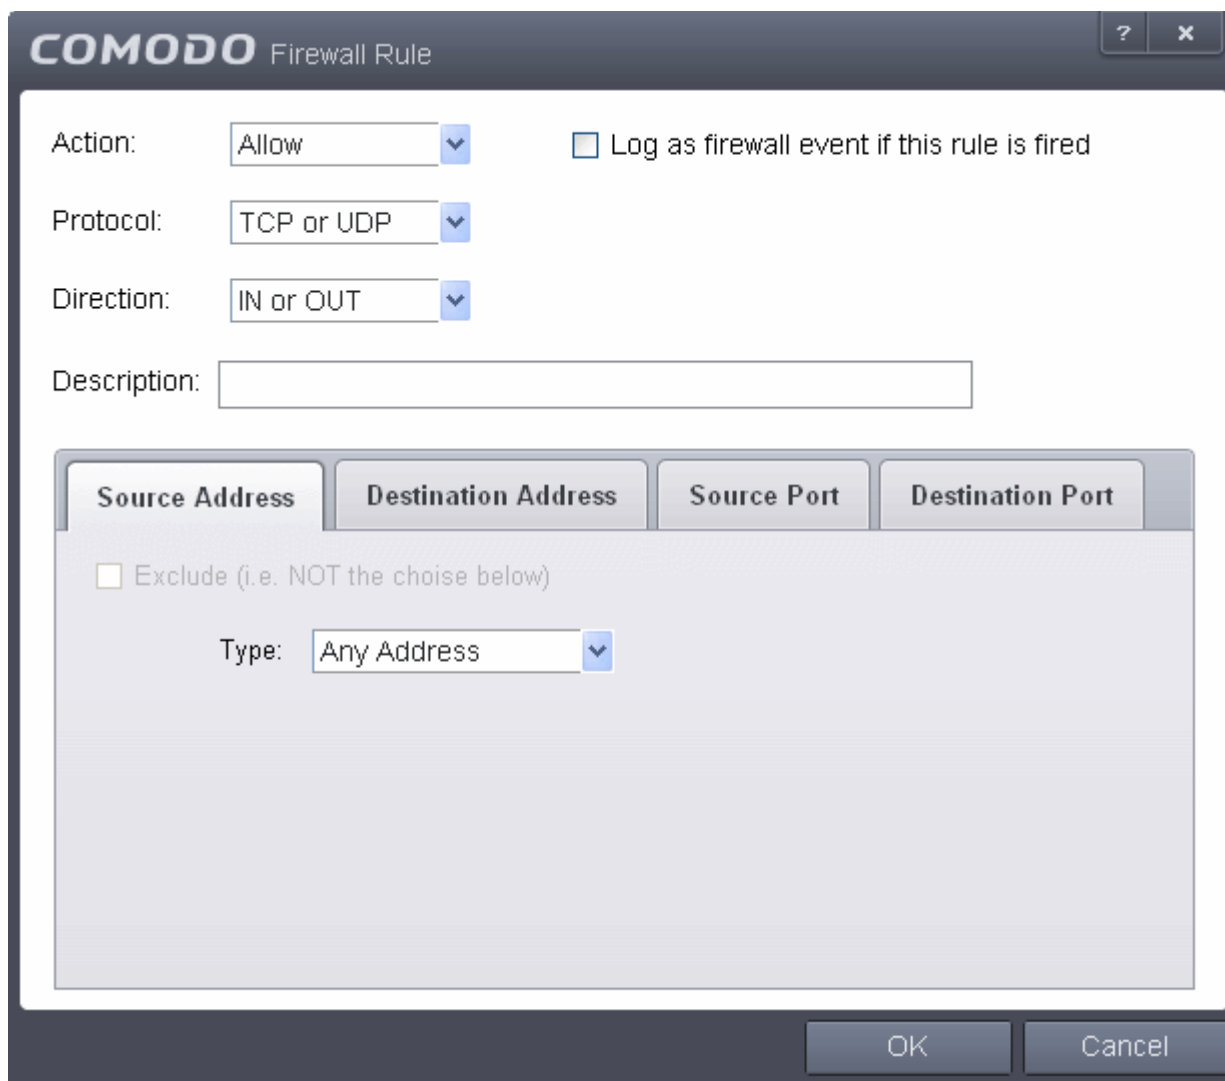 COMODO Firewall Rule ? x
Action: Allow Log as firewall event if this rule is fired
Protocol: TCP or UDP
Direction: IN or OUT
Description:
Source Address Destination Address Source Port Destination Port
Exclude (i.e. NOT the choise below)
Type: Any Address
OK Cancel